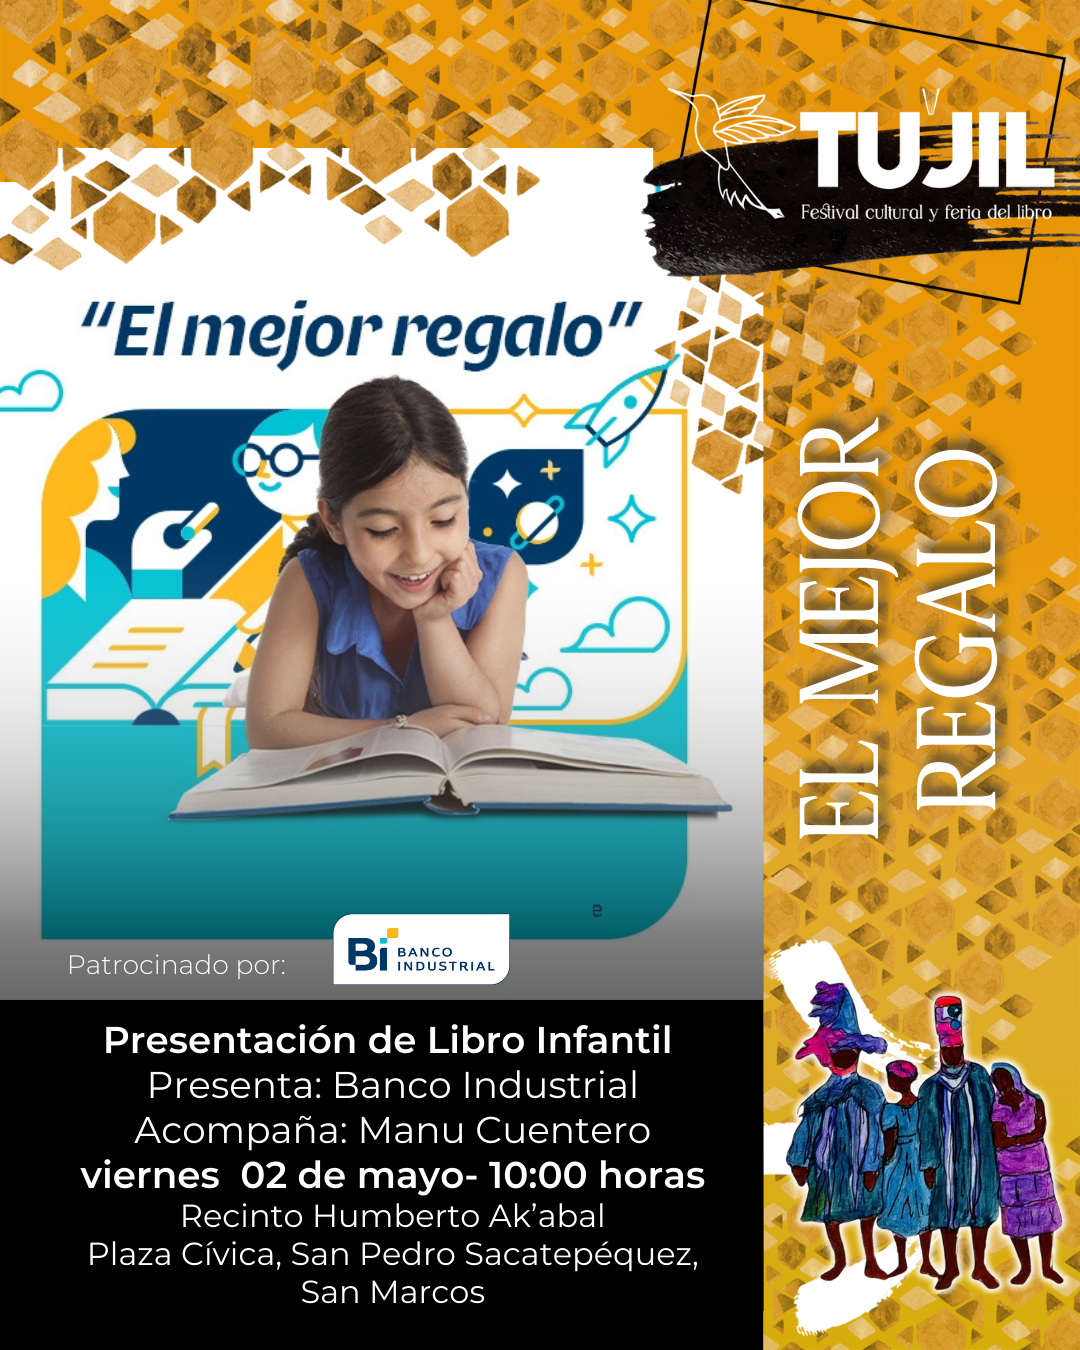 TUJIL
Festival cultural y feria del libro
“El mejor regalo”
EL MEJOR
REGALO
e
Patrocinado por:
Bi BANCO
INDUSTRIAL
Presentación de Libro Infantil
Presenta: Banco Industrial
Acompaña: Manu Cuentero
viernes 02 de mayo- 10:00 horas
Recinto Humberto Ak’abal
Plaza Cívica, San Pedro Sacatepéquez,
San Marcos